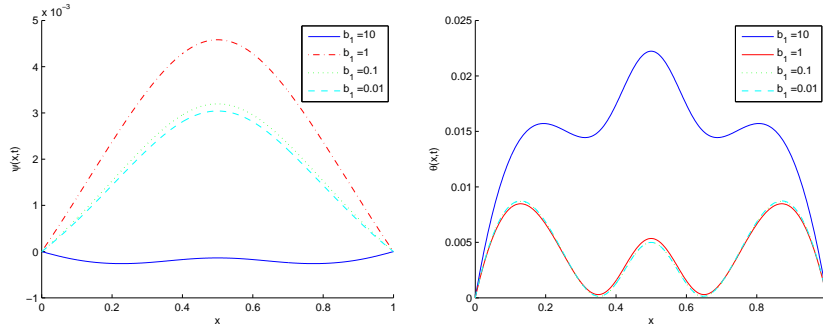 x 10⁻³
5
4
3
2
1
0
−1
0
0.2
0.4
0.6
0.8
1
x
ψ(x,t)
b₁=10
b₁=1
b₁=0.1
b₁=0.01
0.025
0.02
0.015
0.01
0.005
0
0
0.2
0.4
0.6
0.8
x
θ(x,t)
b₁=10
b₁=1
b₁=0.1
b₁=0.01